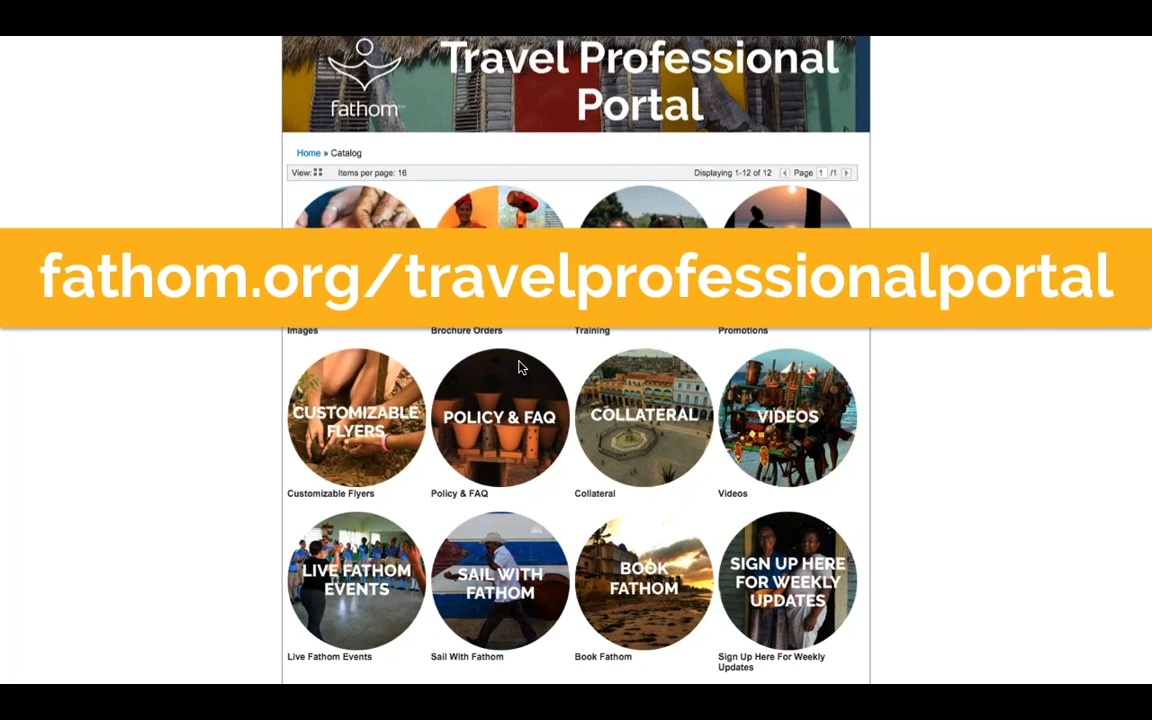 Travel Professional
Portal
fathom
Home » Catalog
View: Items per page: 16 Displaying 1-12 of 12 Page 1 /1
fathom.org/travelprofessionalportal
Images Brochure Orders Training Promotions
CUSTOMIZABLE
FLYERS
POLICY & FAQ
COLLATERAL
VIDEOS
Customizable Flyers Policy & FAQ Collateral Videos
LIVE FATHOM
EVENTS
SAIL WITH
FATHOM
BOOK
FATHOM
SIGN UP HERE
FOR WEEKLY
UPDATES
Live Fathom Events Sail With Fathom Book Fathom Sign Up Here For Weekly
Updates